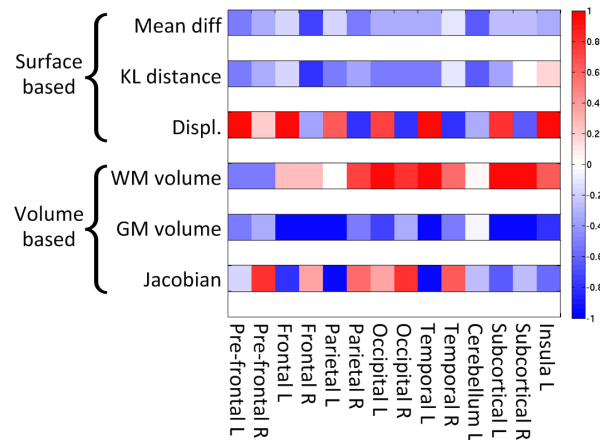 Surface
based
Mean diff
KL distance
Displ.
Volume
based
WM volume
GM volume
Jacobian
1
0.8
0.6
0.4
0.2
0
-0.2
-0.4
-0.6
-0.8
-1
Pre-frontal L
Pre-frontal R
Frontal L
Frontal R
Parietal L
Parietal R
Occipital L
Occipital R
Temporal L
Temporal R
Cerebellum L
Subcortical L
Subcortical R
Insula L